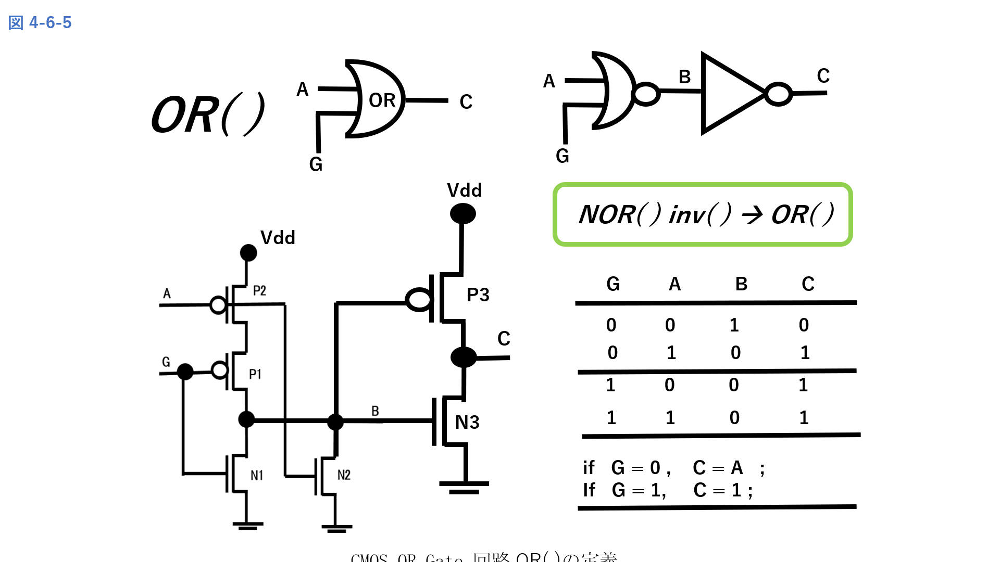 図 4-6-5
OR( )
A
OR
C
G
A
B
C
G
Vdd
Vdd
A
P2
P3
G
P1
C
B
N3
N1
N2
NOR( ) inv( ) → OR( )
G A B C
0 0 1 0
0 1 0 1
1 0 0 1
1 1 0 1
if G = 0 , C = A ;
If G = 1, C = 1 ;
CMOS OR Gate 回路 OR( )の定義